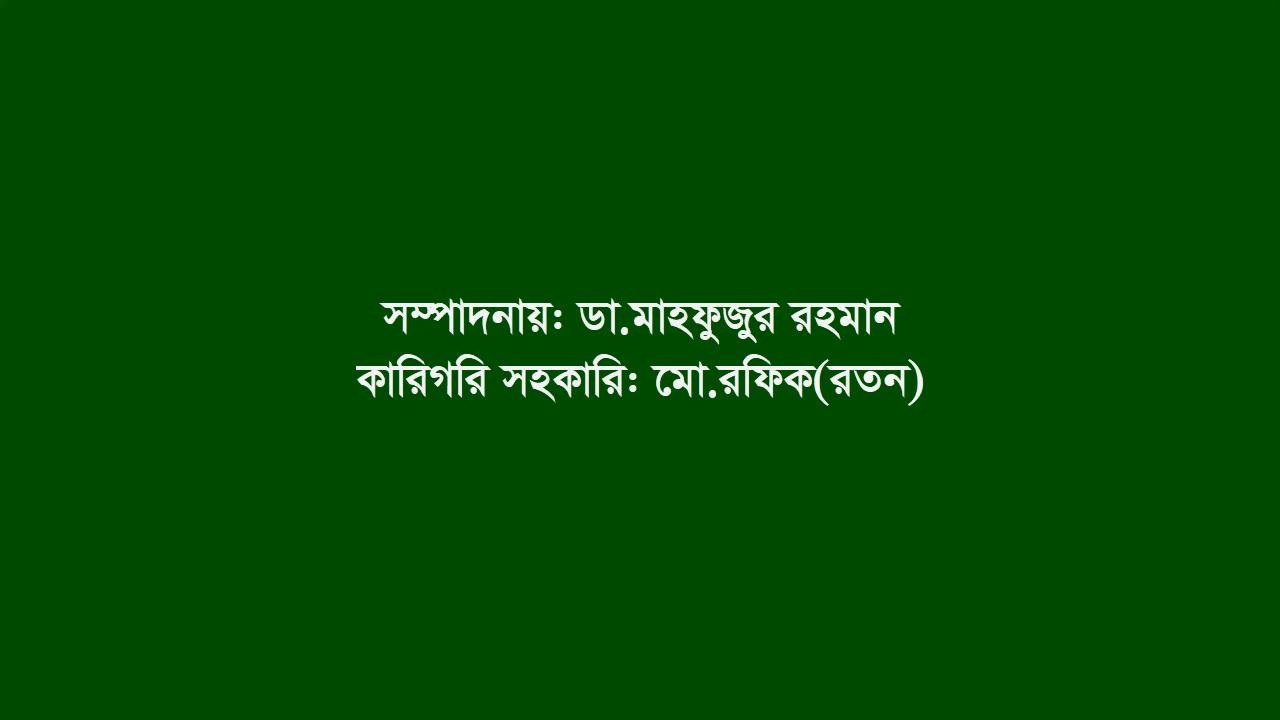 সম্পাদনায়: ডা.মাহফুজুর রহমান
কারিগরি সহকারি: মো.রফিক(রতন)